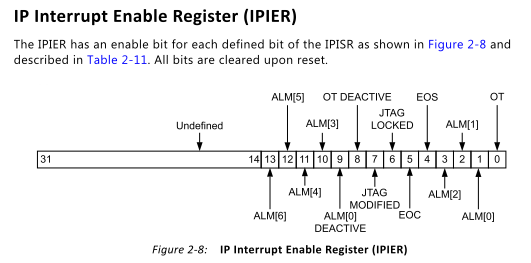 IP Interrupt Enable Register (IPIER)
The IPIER has an enable bit for each defined bit of the IPISR as shown in Figure 2-8 and
described in Table 2-11. All bits are cleared upon reset.
ALM[5] OT DEACTIVE EOS OT
JTAG
LOCKED
Undefined ALM[3] ALM[1]
31 14 13 12 11 10 9 8 7 6 5 4 3 2 1 0
ALM[4] JTAG
MODIFIED ALM[2]
ALM[6] ALM[0]
DEACTIVE EOC ALM[0]
Figure 2-8: IP Interrupt Enable Register (IPIER)